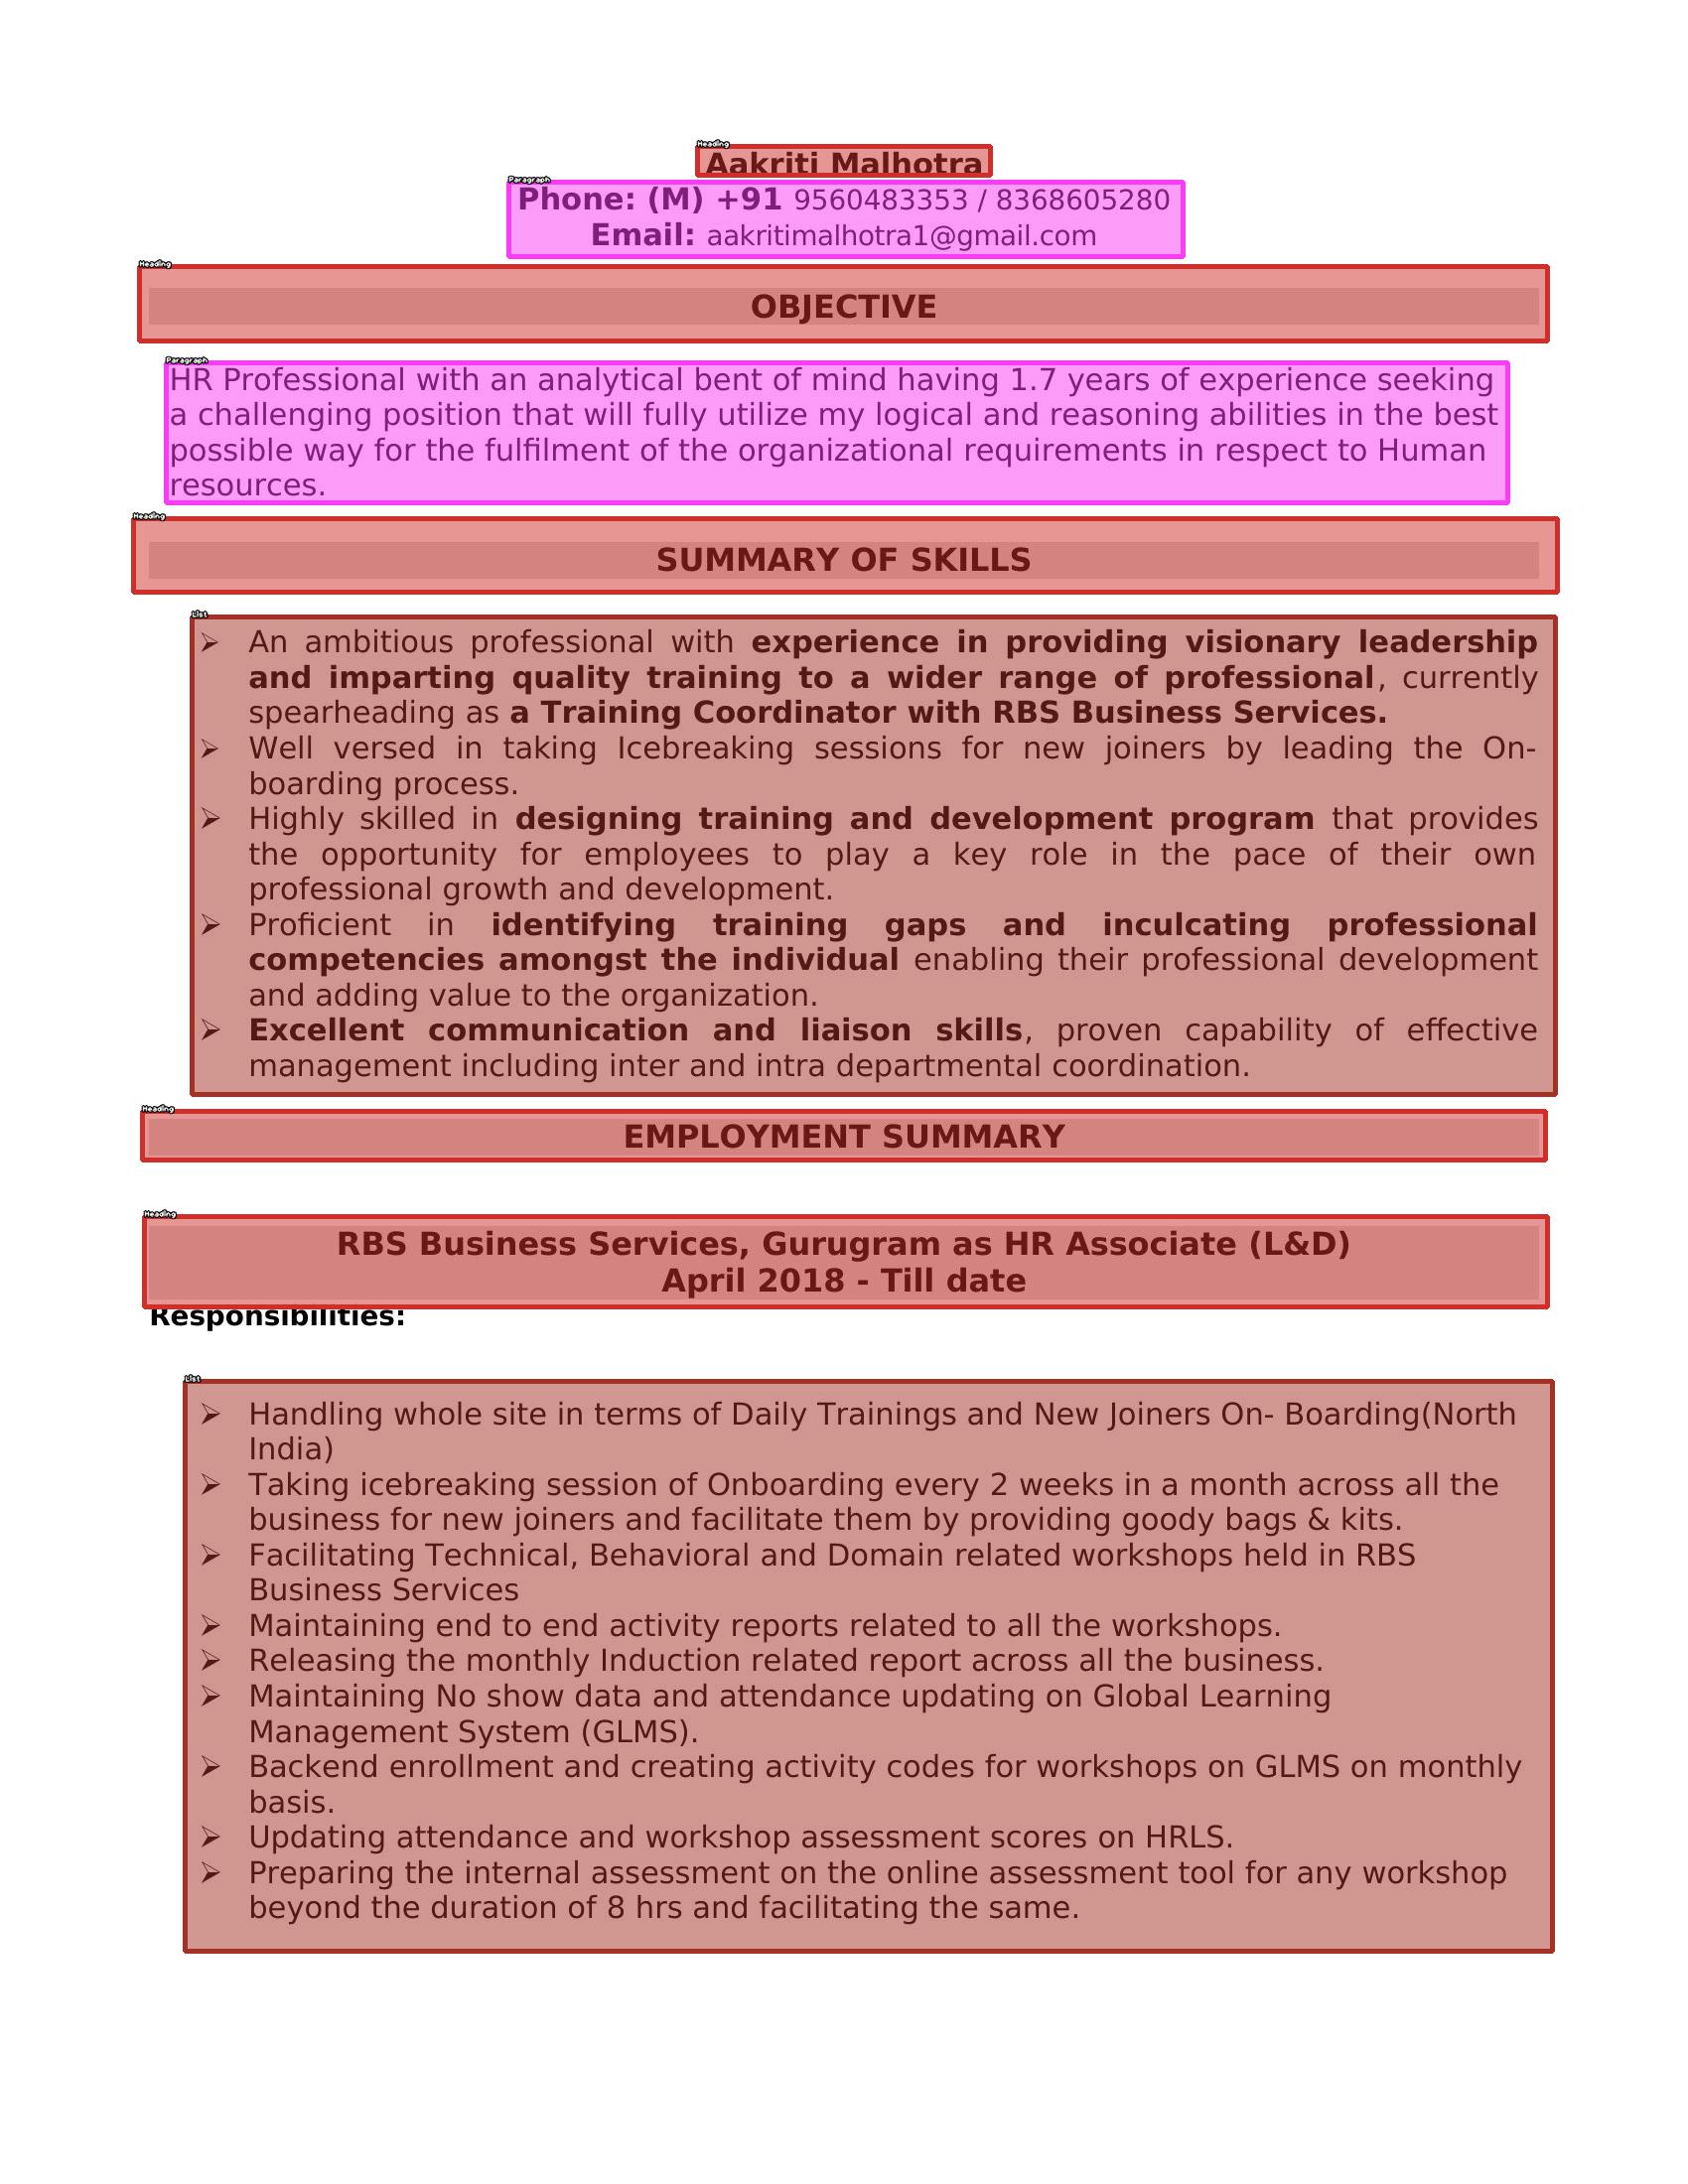 Heading
Aakriti Malhotra
Paragraph
Phone: (M) +91 9560483353 / 8368605280
Email: aakritimalhotra1@gmail.com
Heading
OBJECTIVE
Paragraph
HR Professional with an analytical bent of mind having 1.7 years of experience seeking
a challenging position that will fully utilize my logical and reasoning abilities in the best
possible way for the fulfilment of the organizational requirements in respect to Human
resources.
Heading
SUMMARY OF SKILLS
List
➢ An ambitious professional with experience in providing visionary leadership
and imparting quality training to a wider range of professional, currently
spearheading as a Training Coordinator with RBS Business Services.
➢ Well versed in taking Icebreaking sessions for new joiners by leading the On-
boarding process.
➢ Highly skilled in designing training and development program that provides
the opportunity for employees to play a key role in the pace of their own
professional growth and development.
➢ Proficient in identifying training gaps and inculcating professional
competencies amongst the individual enabling their professional development
and adding value to the organization.
➢ Excellent communication and liaison skills, proven capability of effective
management including inter and intra departmental coordination.
Heading
EMPLOYMENT SUMMARY
Heading
RBS Business Services, Gurugram as HR Associate (L&D)
April 2018 - Till date
Responsibilities:
List
➢ Handling whole site in terms of Daily Trainings and New Joiners On- Boarding(North
India)
➢ Taking icebreaking session of Onboarding every 2 weeks in a month across all the
business for new joiners and facilitate them by providing goody bags & kits.
➢ Facilitating Technical, Behavioral and Domain related workshops held in RBS
Business Services
➢ Maintaining end to end activity reports related to all the workshops.
➢ Releasing the monthly Induction related report across all the business.
➢ Maintaining No show data and attendance updating on Global Learning
Management System (GLMS).
➢ Backend enrollment and creating activity codes for workshops on GLMS on monthly
basis.
➢ Updating attendance and workshop assessment scores on HRLS.
➢ Preparing the internal assessment on the online assessment tool for any workshop
beyond the duration of 8 hrs and facilitating the same.